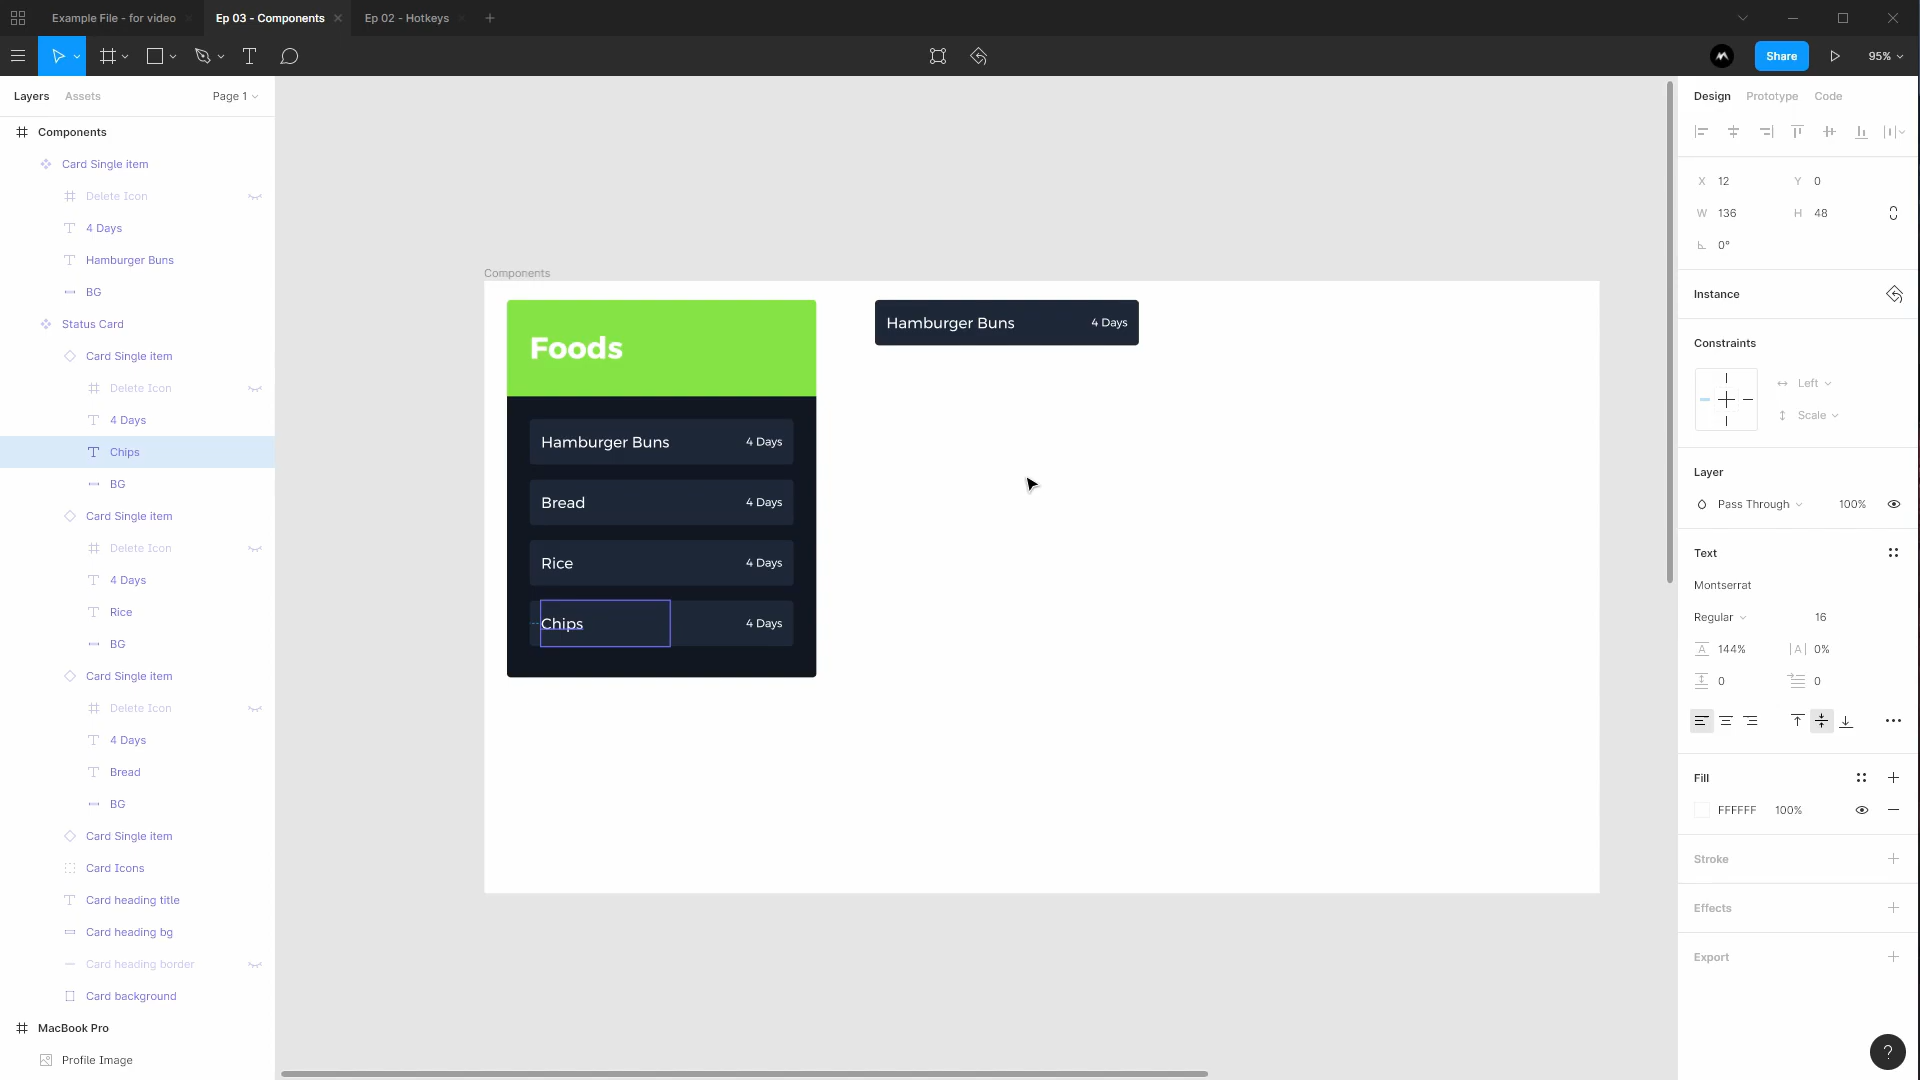 Example File - for video
Ep 03 - Components
Ep 02 - Hotkeys
Share
95%
Layers
Assets
Page 1
Components
Card Single item
Delete Icon
4 Days
Hamburger Buns
BG
Status Card
Card Single item
Delete Icon
4 Days
Chips
BG
Card Single item
Delete Icon
4 Days
Rice
BG
Card Single item
Delete Icon
4 Days
Bread
BG
Card Single item
Card Icons
Card heading title
Card heading bg
Card heading border
Card background
MacBook Pro
Profile Image
Components
Foods
Hamburger Buns 4 Days
Bread 4 Days
Rice 4 Days
Chips 4 Days
Hamburger Buns 4 Days
Design Prototype Code
X 12 Y 0
W 136 H 48
0°
Instance
Constraints
Left
Scale
Layer
Pass Through 100%
Text
Montserrat
Regular 16
A 144% |A| 0%
0 0
Fill
FFFFFF 100%
Stroke
Effects
Export
?